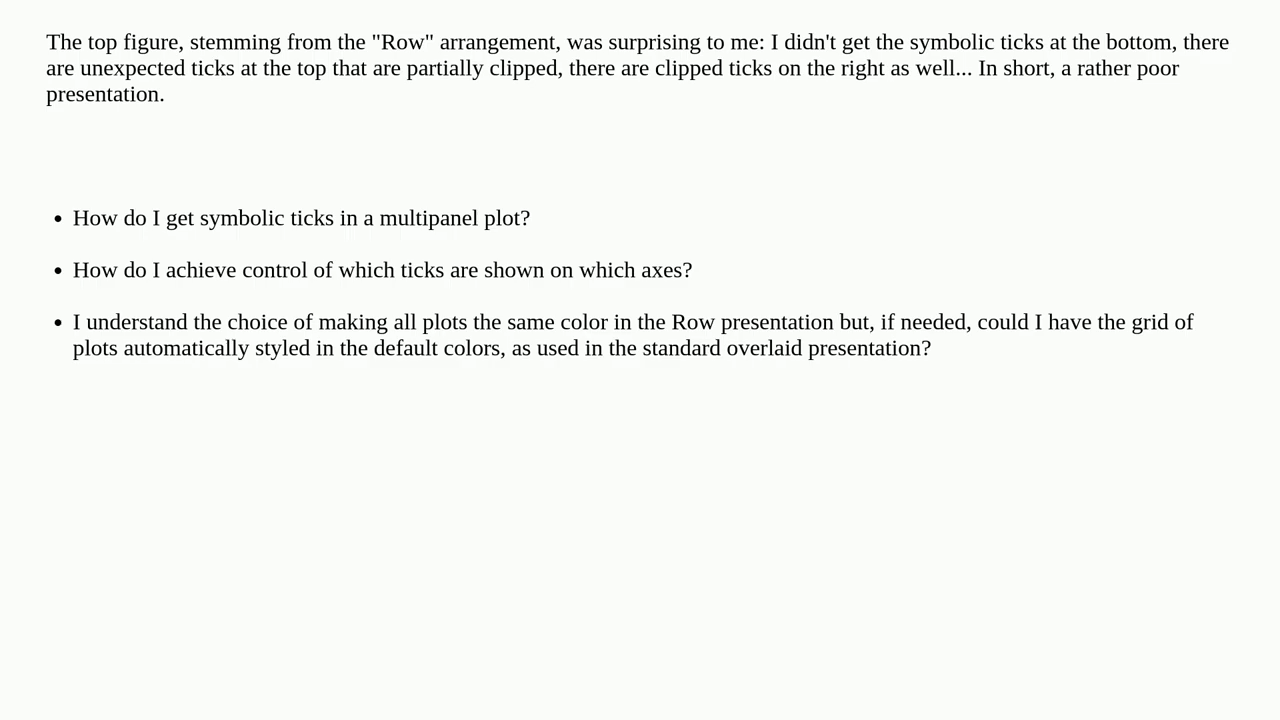 The top figure, stemming from the "Row" arrangement, was surprising to me: I didn't get the symbolic ticks at the bottom, there
are unexpected ticks at the top that are partially clipped, there are clipped ticks on the right as well... In short, a rather poor
presentation.
• How do I get symbolic ticks in a multipanel plot?
• How do I achieve control of which ticks are shown on which axes?
• I understand the choice of making all plots the same color in the Row presentation but, if needed, could I have the grid of
plots automatically styled in the default colors, as used in the standard overlaid presentation?